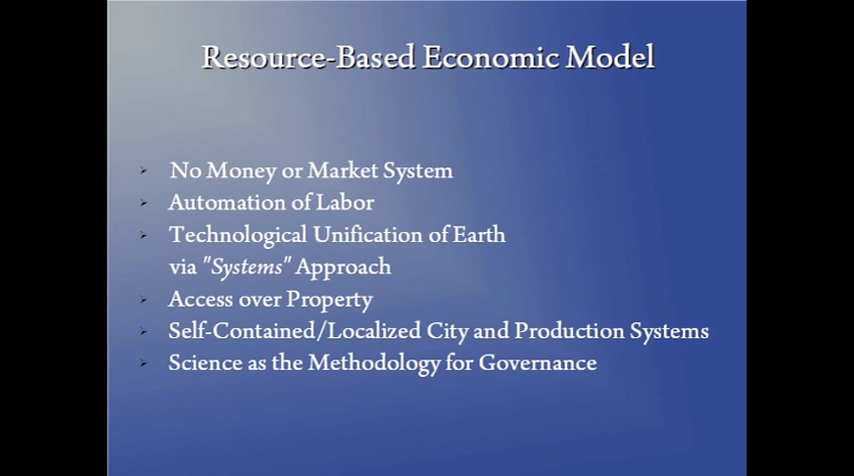 Resource-Based Economic Model
No Money or Market System
Automation of Labor
Technological Unification of Earth
via "Systems" Approach
Access over Property
Self-Contained/Localized City and Production Systems
Science as the Methodology for Governance